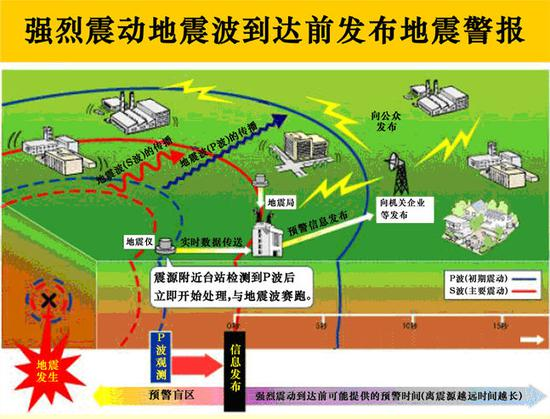 强烈震动地震波到达前发布地震警报
向公众
发布
地震波(S波)的传播
地震波(P波)的传播
地震局
向机关企业
等发布
预警信息发布
地震仪
实时数据传送
震源附近台站检测到P波后
立即开始处理,与地震波赛跑。
P波(初期震动)
S波(主要震动)
0秒
5秒
10秒
15秒
地震
发生
P波观测
信息发布
预警盲区
强烈震动到达前可能提供的预警时间(离震源越远时间越长)